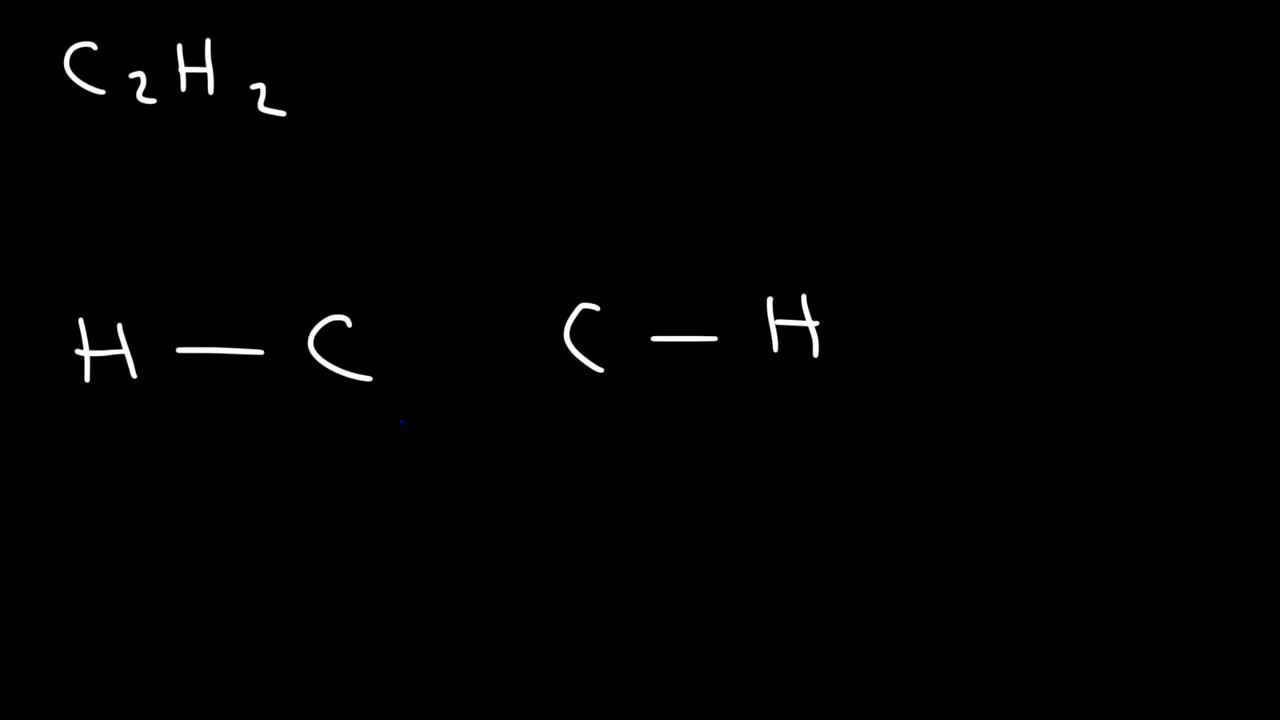 C₂H₂
H — C C — H